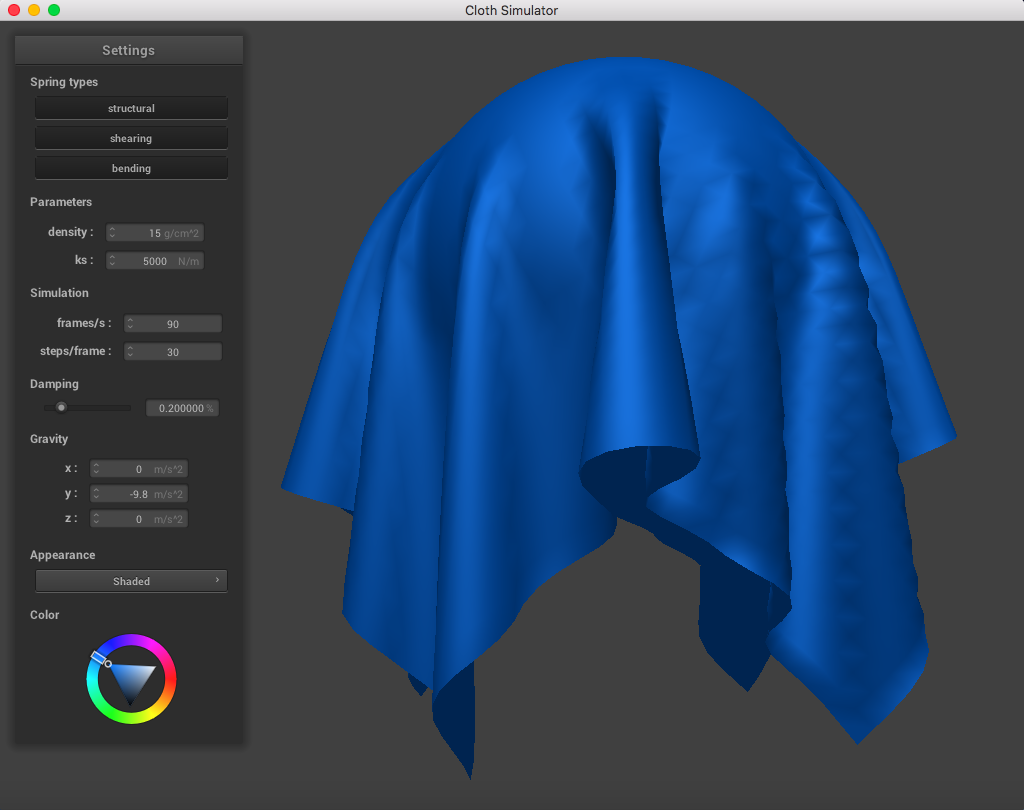 Cloth Simulator
Settings
Spring types
structural
shearing
bending
Parameters
density : 15 g/cm^2
ks : 5000 N/m
Simulation
frames/s : 90
steps/frame : 30
Damping
0.200000 %
Gravity
x : 0 m/s^2
y : -9.8 m/s^2
z : 0 m/s^2
Appearance
Shaded
Color